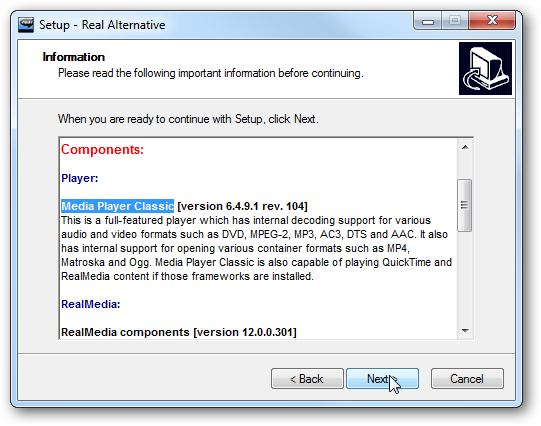 Setup - Real Alternative
Information
Please read the following important information before continuing.
When you are ready to continue with Setup, click Next.
Components:
Player:
Media Player Classic [version 6.4.9.1 rev. 104]
This is a full-featured player which has internal decoding support for various
audio and video formats such as DVD, MPEG-2, MP3, AC3, DTS and AAC. It also
has internal support for opening various container formats such as MP4,
Matroska and Ogg. Media Player Classic is also capable of playing QuickTime and
RealMedia content if those frameworks are installed.
RealMedia:
RealMedia components [version 12.0.0.301]
< Back
Next >
Cancel